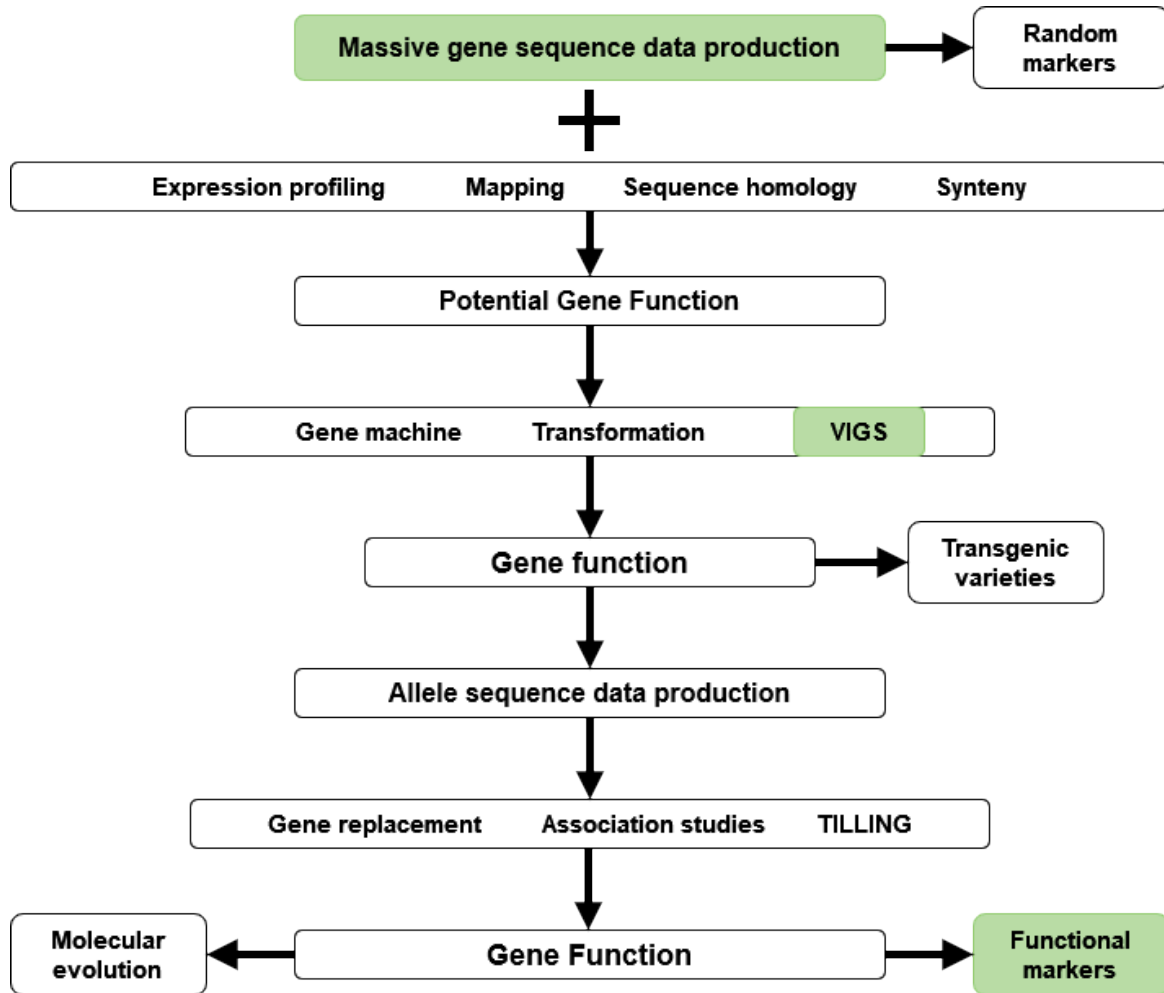 Massive gene sequence data production
Random
markers
Expression profiling Mapping Sequence homology Synteny
Potential Gene Function
Gene machine Transformation VIGS
Gene function
Transgenic
varieties
Allele sequence data production
Gene replacement Association studies TILLING
Molecular
evolution
Gene Function
Functional
markers